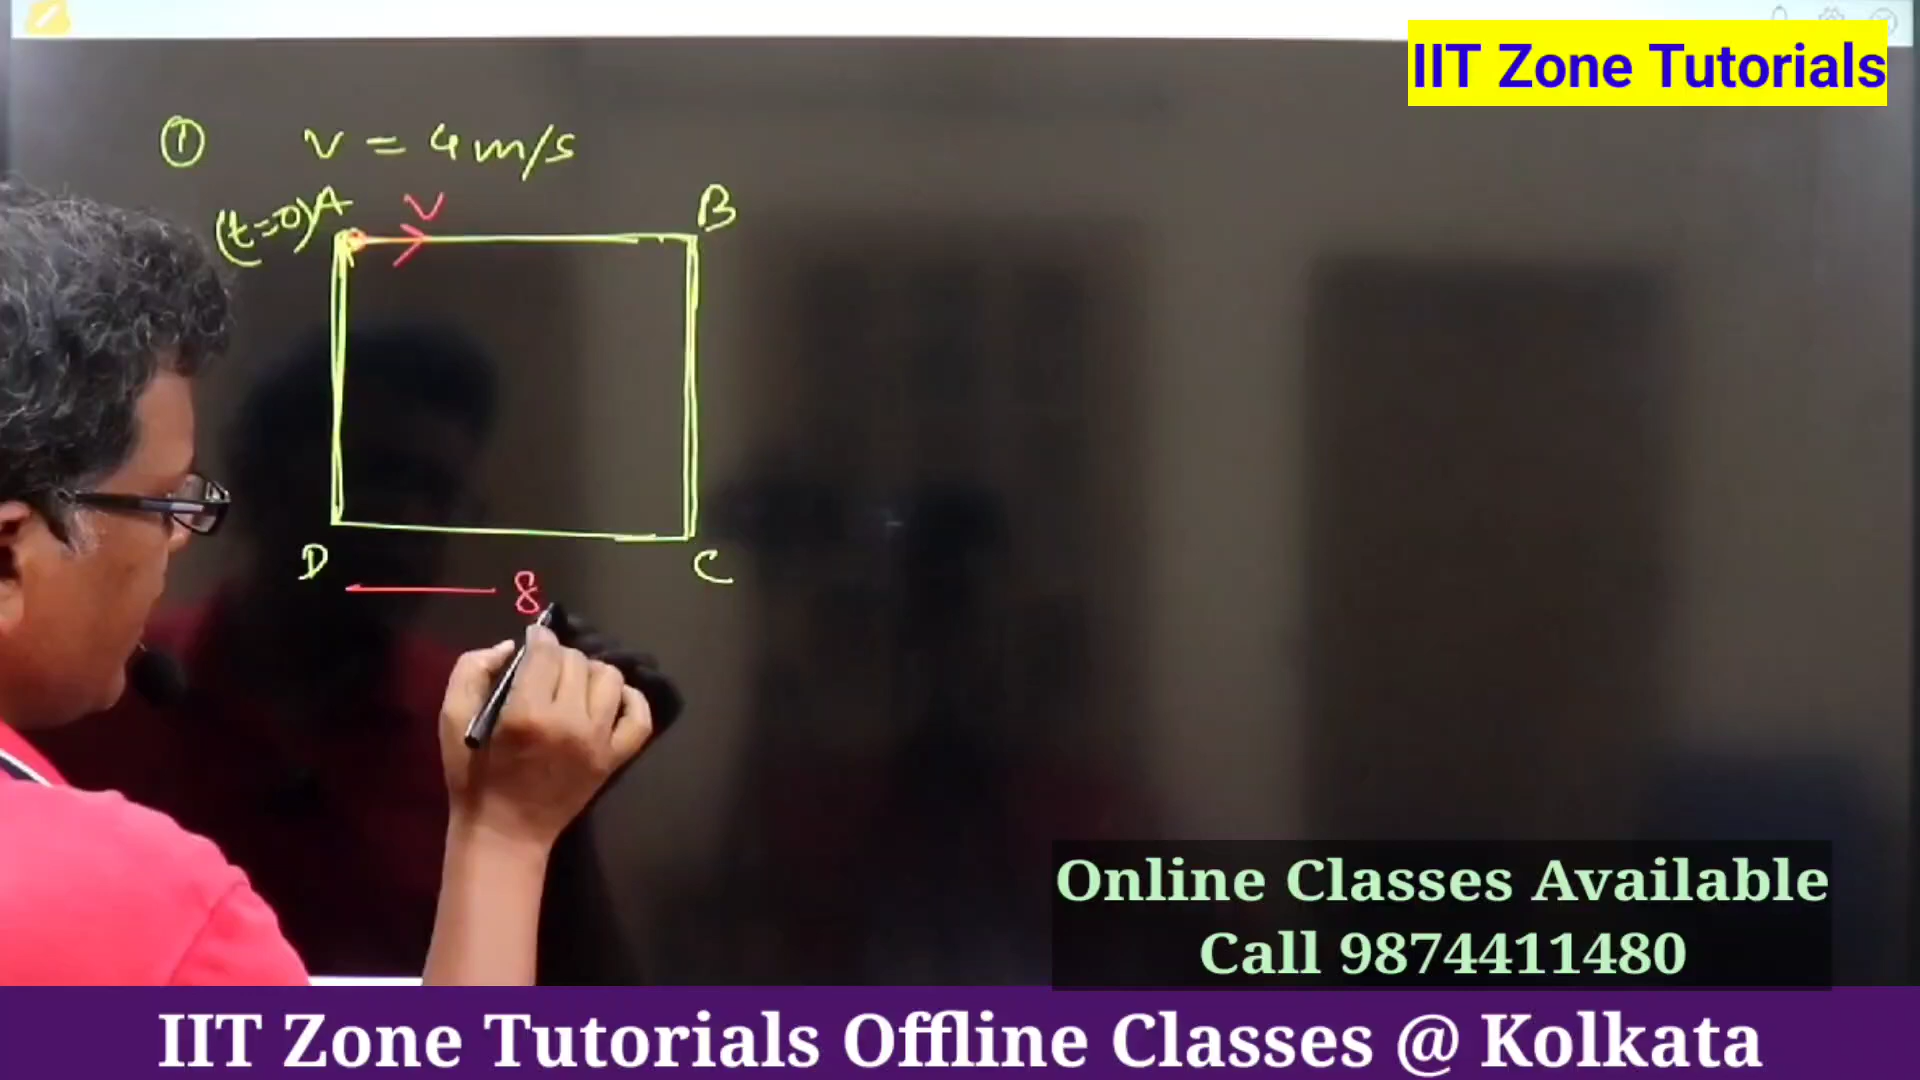 IIT Zone Tutorials
① v = 4 m/s
(t=0) A
v
B
D
C
8
Online Classes Available
Call 9874411480
IIT Zone Tutorials Offline Classes @ Kolkata